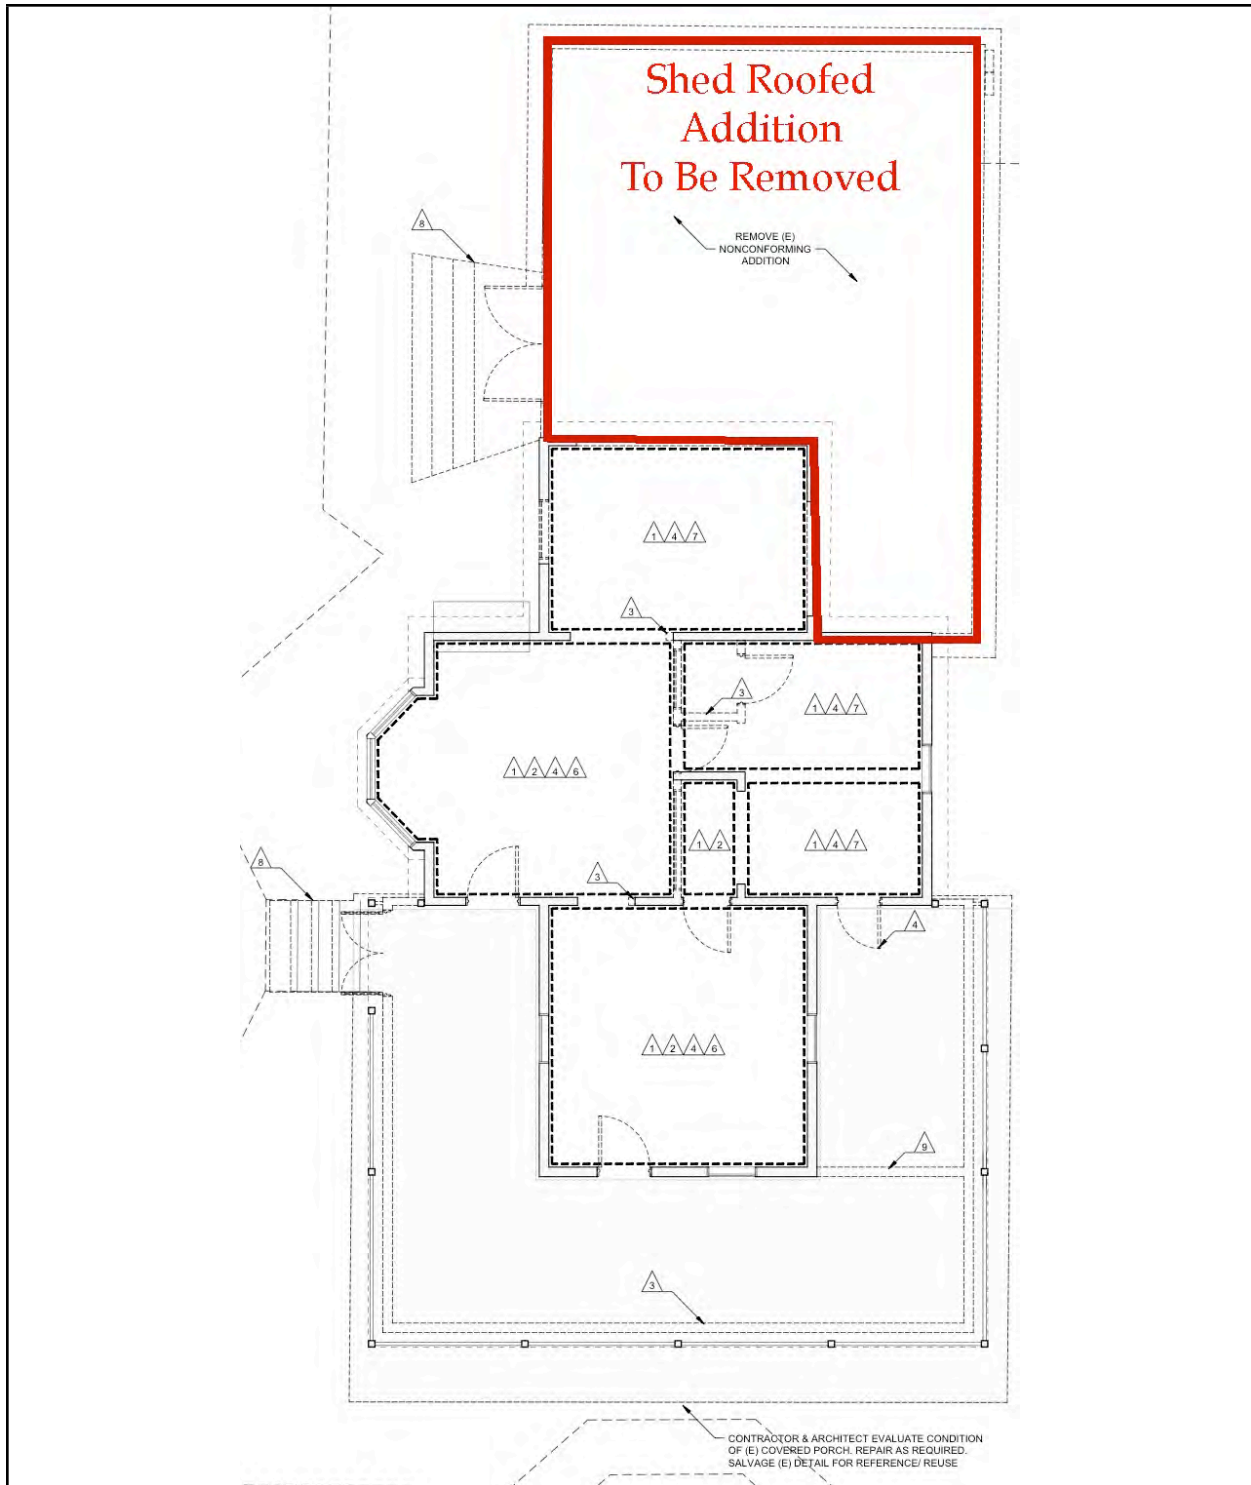 Shed Roofed
Addition
To Be Removed
8
REMOVE (E)
NONCONFORMING
ADDITION
1 4 7
3
3
1 4 7
1 2 4 6
1 2
1 4 7
8
3
4
1 2 4 6
9
3
CONTRACTOR & ARCHITECT EVALUATE CONDITION
OF (E) COVERED PORCH. REPAIR AS REQUIRED.
SALVAGE (E) DETAIL FOR REFERENCE/ REUSE